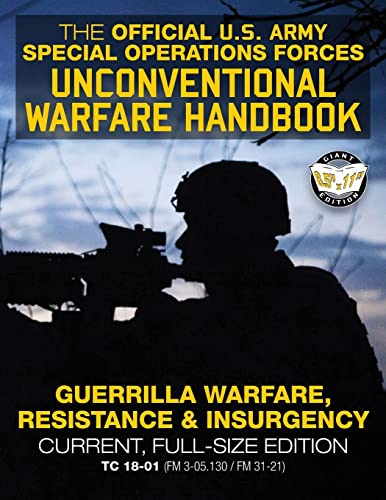 THE OFFICIAL U.S. ARMY
SPECIAL OPERATIONS FORCES
UNCONVENTIONAL
WARFARE HANDBOOK
GIANT
8.5" x 11"
EDITION
GUERRILLA WARFARE,
RESISTANCE & INSURGENCY
CURRENT, FULL-SIZE EDITION
TC 18-01 (FM 3-05.130 / FM 31-21)